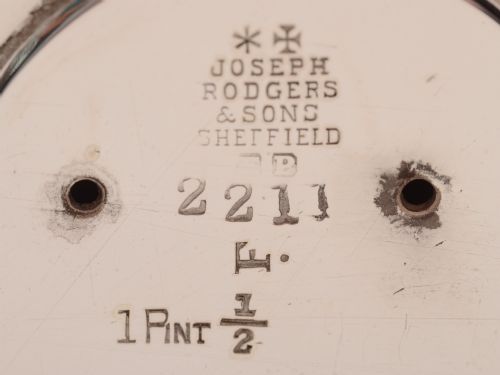 * ✠
JOSEPH
RODGERS
& SONS
SHEFFIELD
B
2211
F.
1 PINT 1/2